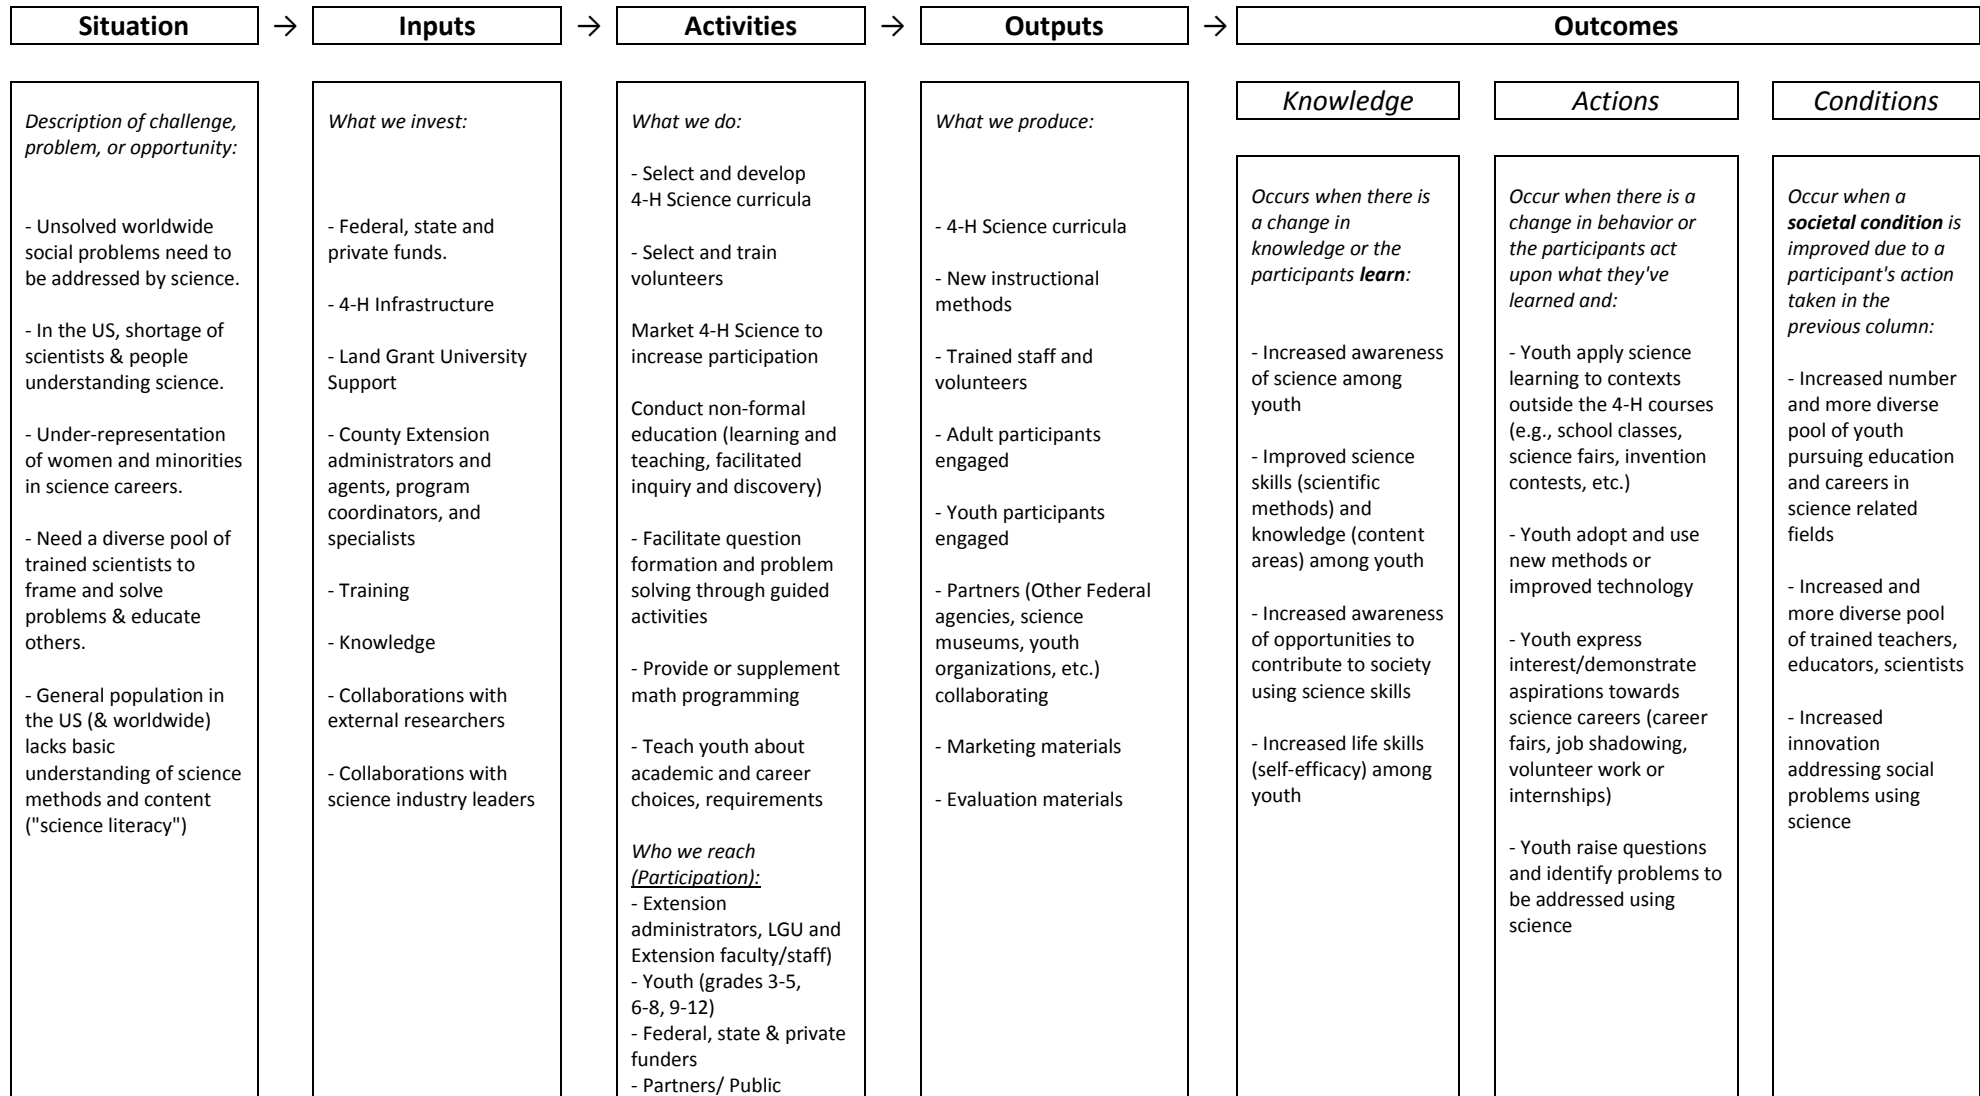 Situation → Inputs → Activities → Outputs → Outcomes
Description of challenge,
problem, or opportunity:
- Unsolved worldwide
social problems need to
be addressed by science.
- In the US, shortage of
scientists & people
understanding science.
- Under-representation
of women and minorities
in science careers.
- Need a diverse pool of
trained scientists to
frame and solve
problems & educate
others.
- General population in
the US (& worldwide)
lacks basic
understanding of science
methods and content
("science literacy")
What we invest:
- Federal, state and
private funds.
- 4-H Infrastructure
- Land Grant University
Support
- County Extension
administrators and
agents, program
coordinators, and
specialists
- Training
- Knowledge
- Collaborations with
external researchers
- Collaborations with
science industry leaders
What we do:
- Select and develop
4-H Science curricula
- Select and train
volunteers
Market 4-H Science to
increase participation
Conduct non-formal
education (learning and
teaching, facilitated
inquiry and discovery)
- Facilitate question
formation and problem
solving through guided
activities
- Provide or supplement
math programming
- Teach youth about
academic and career
choices, requirements
Who we reach
(Participation):
- Extension
administrators, LGU and
Extension faculty/staff)
- Youth (grades 3-5,
6-8, 9-12)
- Federal, state & private
funders
- Partners/ Public
What we produce:
- 4-H Science curricula
- New instructional
methods
- Trained staff and
volunteers
- Adult participants
engaged
- Youth participants
engaged
- Partners (Other Federal
agencies, science
museums, youth
organizations, etc.)
collaborating
- Marketing materials
- Evaluation materials
Knowledge
Occurs when there is
a change in
knowledge or the
participants learn:
- Increased awareness
of science among
youth
- Improved science
skills (scientific
methods) and
knowledge (content
areas) among youth
- Increased awareness
of opportunities to
contribute to society
using science skills
- Increased life skills
(self-efficacy) among
youth
Actions
Occur when there is a
change in behavior or
the participants act
upon what they've
learned and:
- Youth apply science
learning to contexts
outside the 4-H courses
(e.g., school classes,
science fairs, invention
contests, etc.)
- Youth adopt and use
new methods or
improved technology
- Youth express
interest/demonstrate
aspirations towards
science careers (career
fairs, job shadowing,
volunteer work or
internships)
- Youth raise questions
and identify problems to
be addressed using
science
Conditions
Occur when a
societal condition is
improved due to a
participant's action
taken in the
previous column:
- Increased number
and more diverse
pool of youth
pursuing education
and careers in
science related
fields
- Increased and
more diverse pool
of trained teachers,
educators, scientists
- Increased
innovation
addressing social
problems using
science